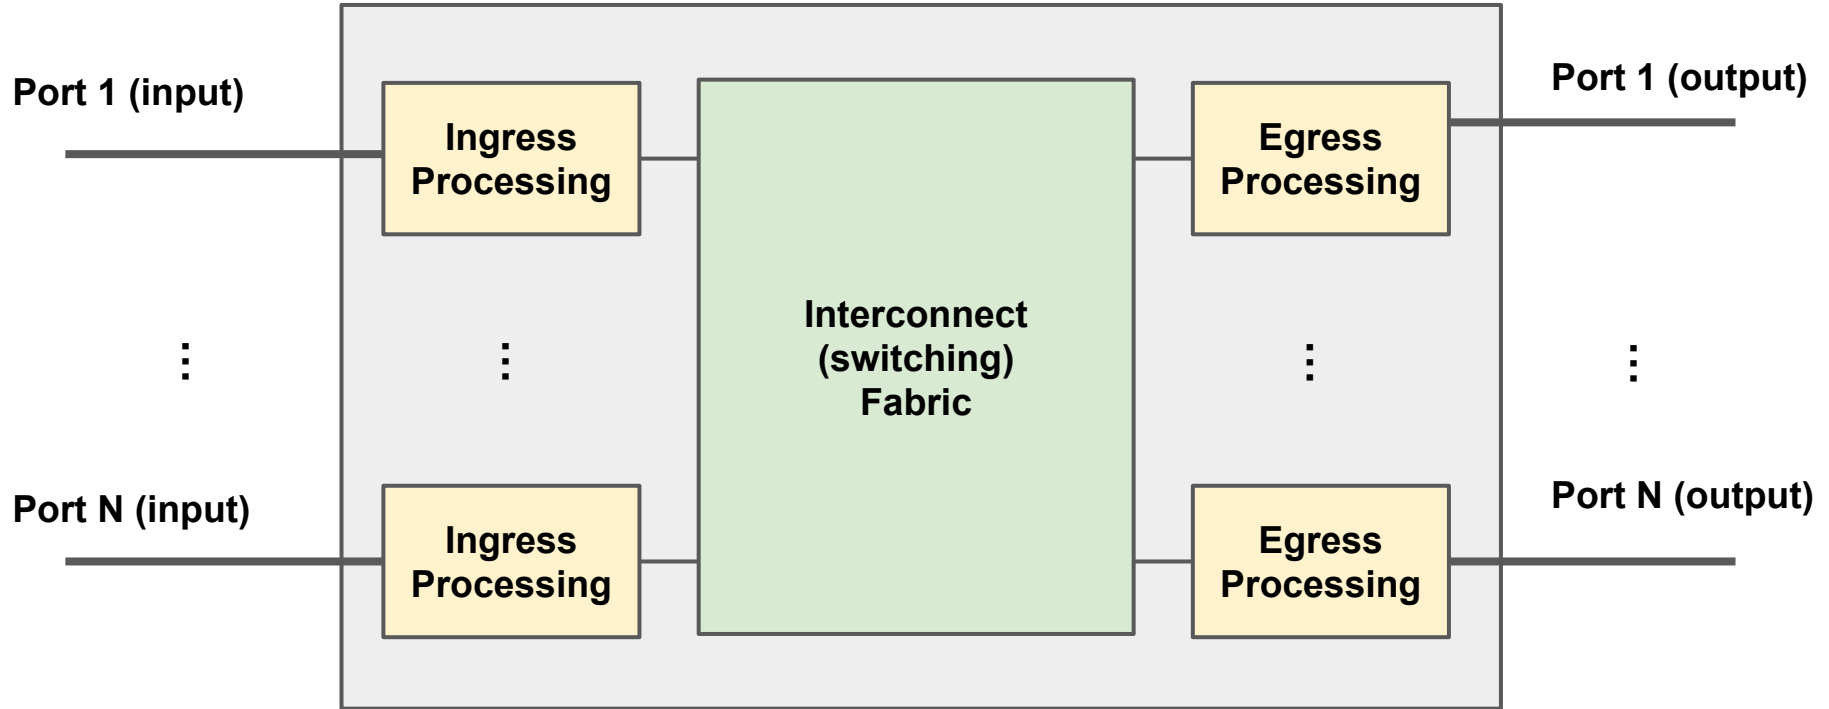 Port 1 (input)
Port 1 (output)
Ingress
Processing
Egress
Processing
Interconnect
(switching)
Fabric
⋮
⋮
⋮
⋮
Port N (input)
Port N (output)
Ingress
Processing
Egress
Processing